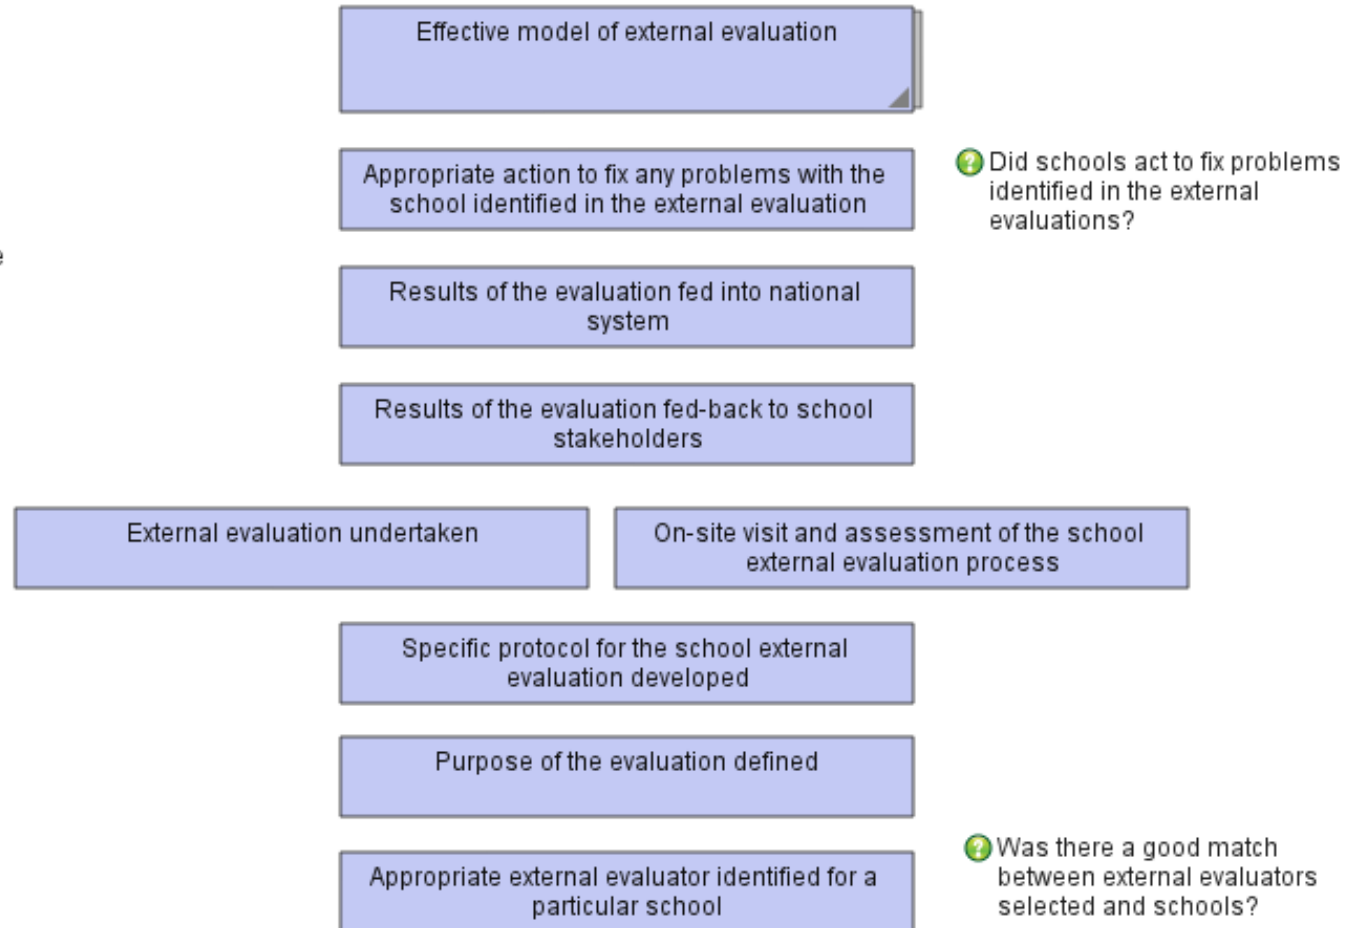 Effective model of external evaluation
Appropriate action to fix any problems with the
school identified in the external evaluation
Did schools act to fix problems
identified in the external
evaluations?
e
Results of the evaluation fed into national
system
Results of the evaluation fed-back to school
stakeholders
External evaluation undertaken
On-site visit and assessment of the school
external evaluation process
Specific protocol for the school external
evaluation developed
Purpose of the evaluation defined
Appropriate external evaluator identified for a
particular school
Was there a good match
between external evaluators
selected and schools?